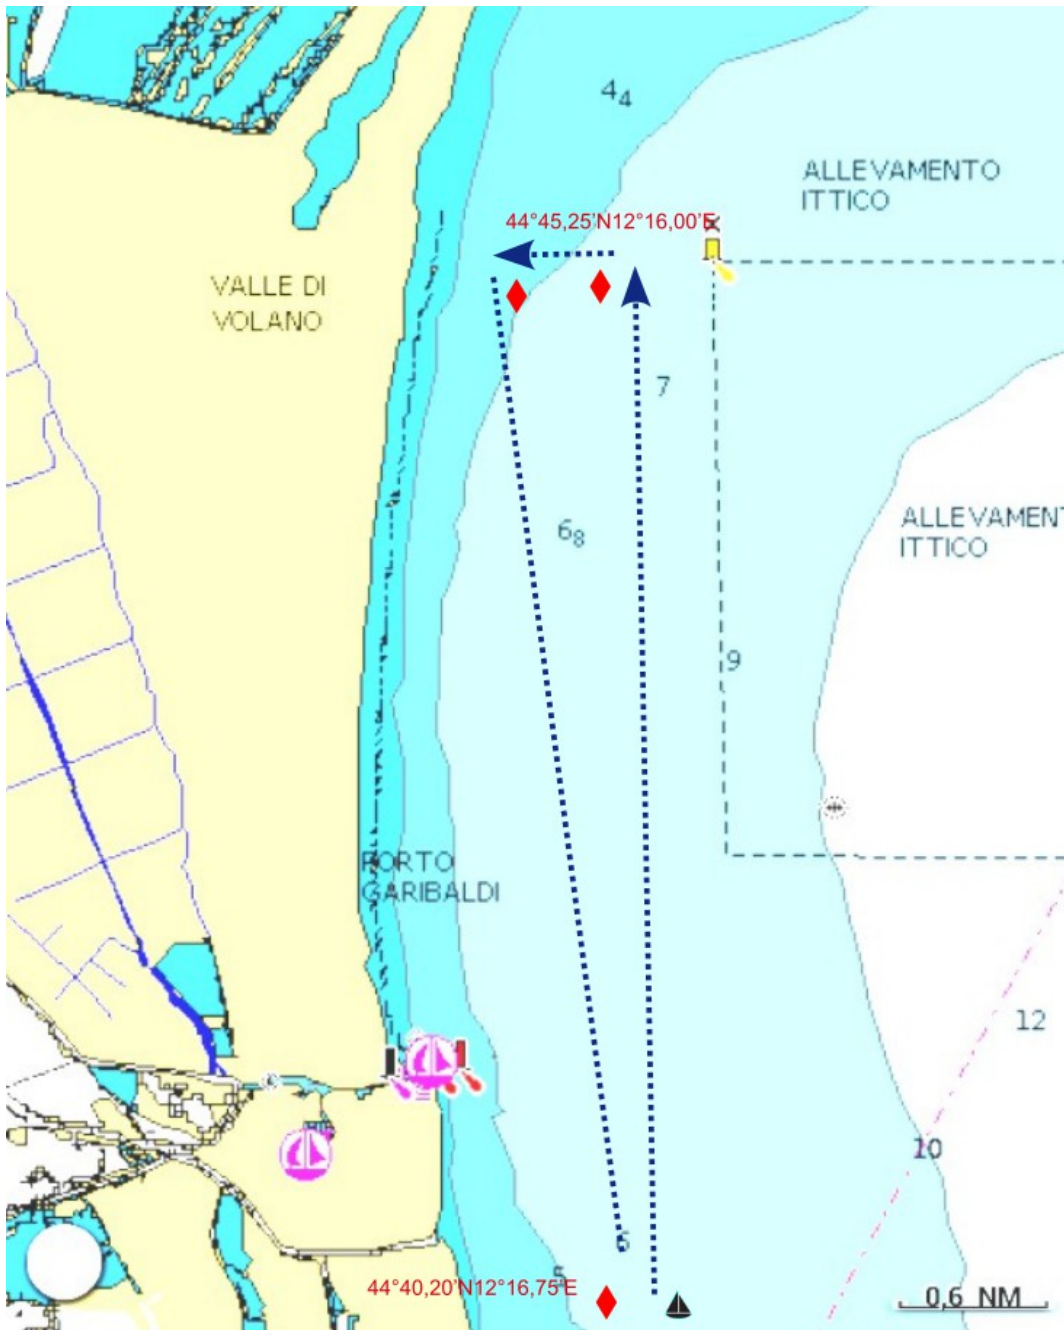 4₄
ALLEVAMENTO
ITTICO
44°45,25'N12°16,00'E
VALLE DI
VOLANO
7
6₈
ALLEVAMENT
ITTICO
9
PORTO
GARIBALDI
12
10
6
5
44°40,20'N12°16,75'E
0,6 NM